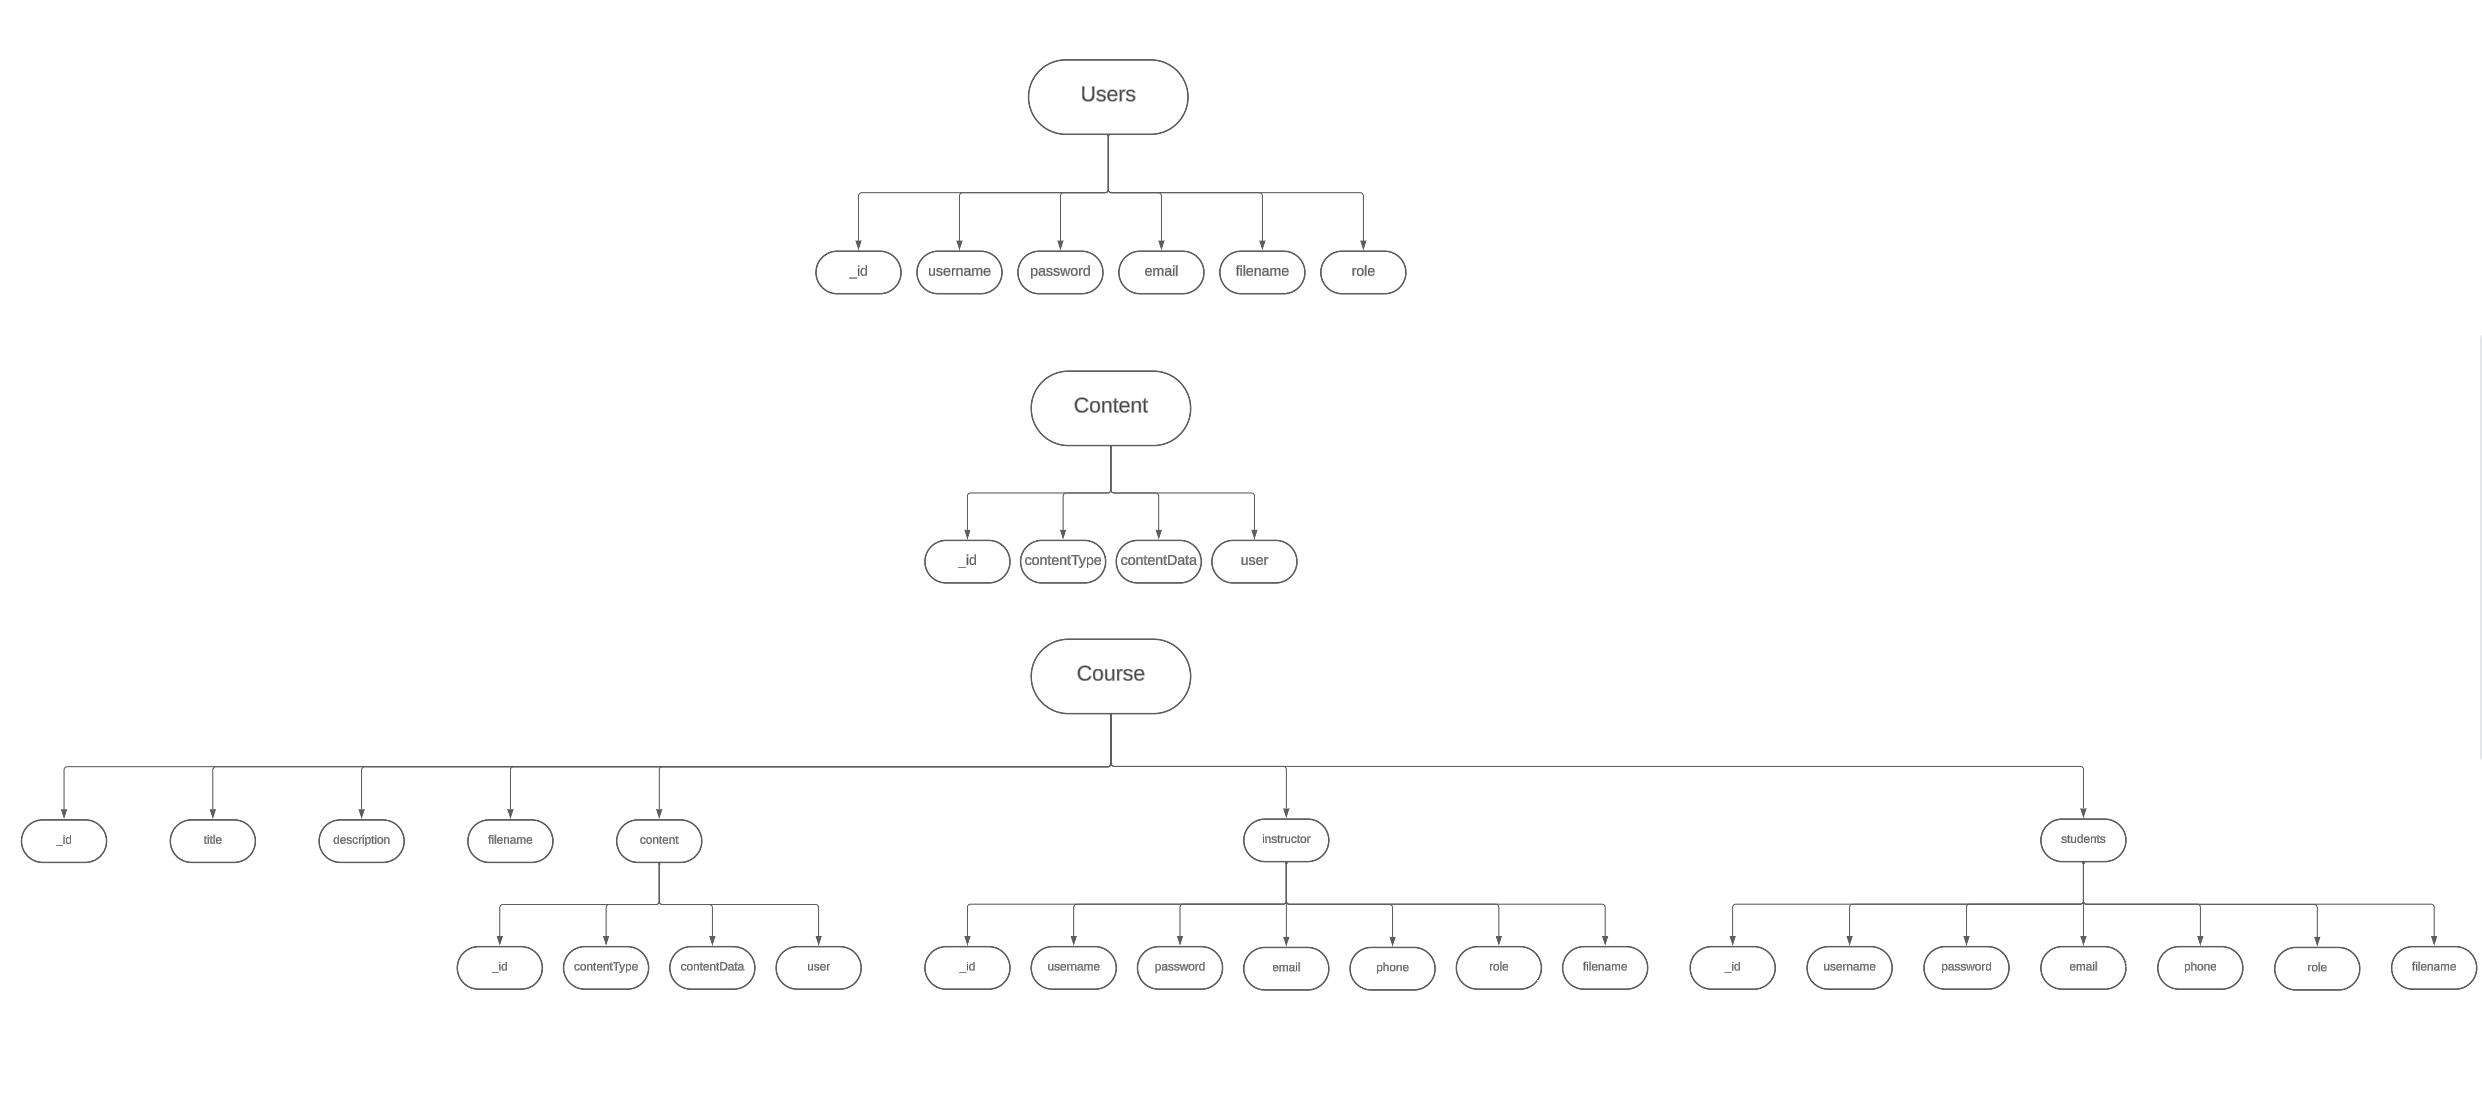 Users
_id
username
password
email
filename
role
Content
_id
contentType
contentData
user
Course
_id
title
description
filename
content
instructor
students
_id
contentType
contentData
user
_id
username
password
email
phone
role
filename
_id
username
password
email
phone
role
filename